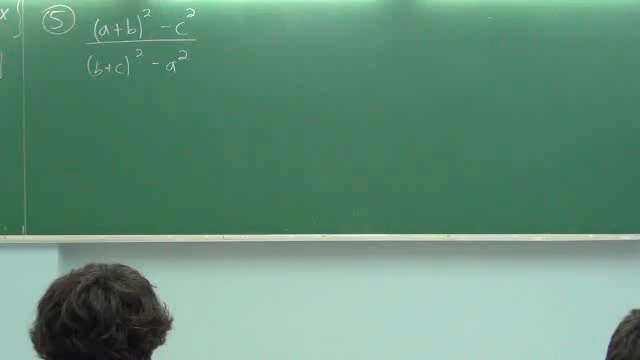 x)
⑤ (a+b)² - c²
(b+c)² - a²